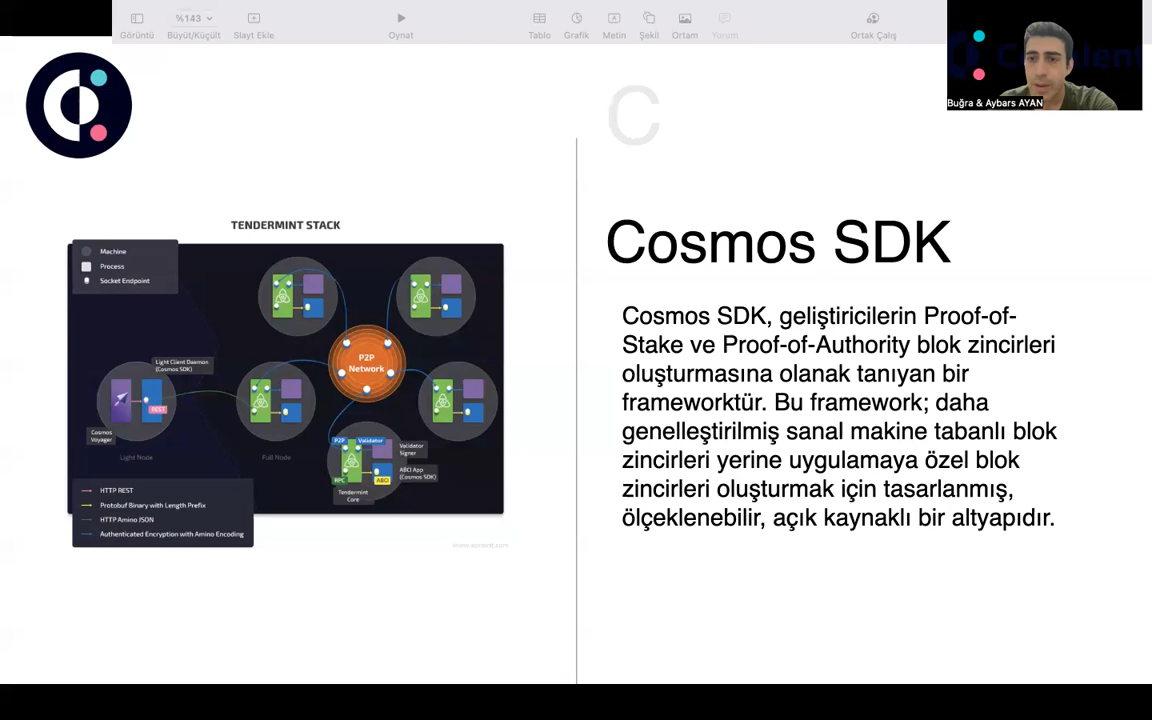 %143
Görüntü
Büyüt/Küçült
Slayt Ekle
Oynat
Tablo
Grafik
Metin
Şekil
Ortam
Yorum
Ortak Çalış
Buğra & Aybars AYAN
C
TENDERMINT STACK
Machine
Process
Socket Endpoint
P2P
Network
Light Client Daemon
(Cosmos SDK)
REST
Cosmos
Voyager
Light Node
Full Node
P2P
Validator
Validator
Signer
ABCI App
(Cosmos SDK)
RPC
ABCI
Tendermint
Core
HTTP REST
Protobuf Binary with Length Prefix
HTTP Amino JSON
Authenticated Encryption with Amino Encoding
Cosmos SDK
Cosmos SDK, geliştiricilerin Proof-of-
Stake ve Proof-of-Authority blok zincirleri
oluşturmasına olanak tanıyan bir
frameworktür. Bu framework; daha
genelleştirilmiş sanal makine tabanlı blok
zincirleri yerine uygulamaya özel blok
zincirleri oluşturmak için tasarlanmış,
ölçeklenebilir, açık kaynaklı bir altyapıdır.